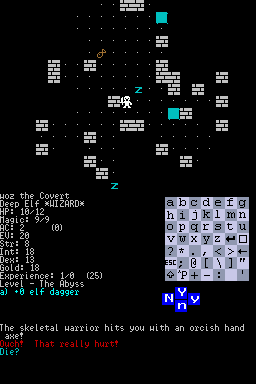 z
z
woz the Covert
Deep Elf *WIZARD*
HP: 10/12
Magic: 9/9
AC: 2 (0)
EV: 20
Str: 8
Int: 18
Dex: 13
Gold: 18
Experience: 1/0 (25)
Level - The Abyss
a) +0 elf dagger
a b c d e f g
h i j k l m n
o p q r s t u
v w x y z ↵ □
? * , < > ←
ESC ; @ [ \ ] "
⇧ ^P + - : '
Y
N y
n
The skeletal warrior hits you with an orcish hand
axe!
Ouch! That really hurt!
Die?